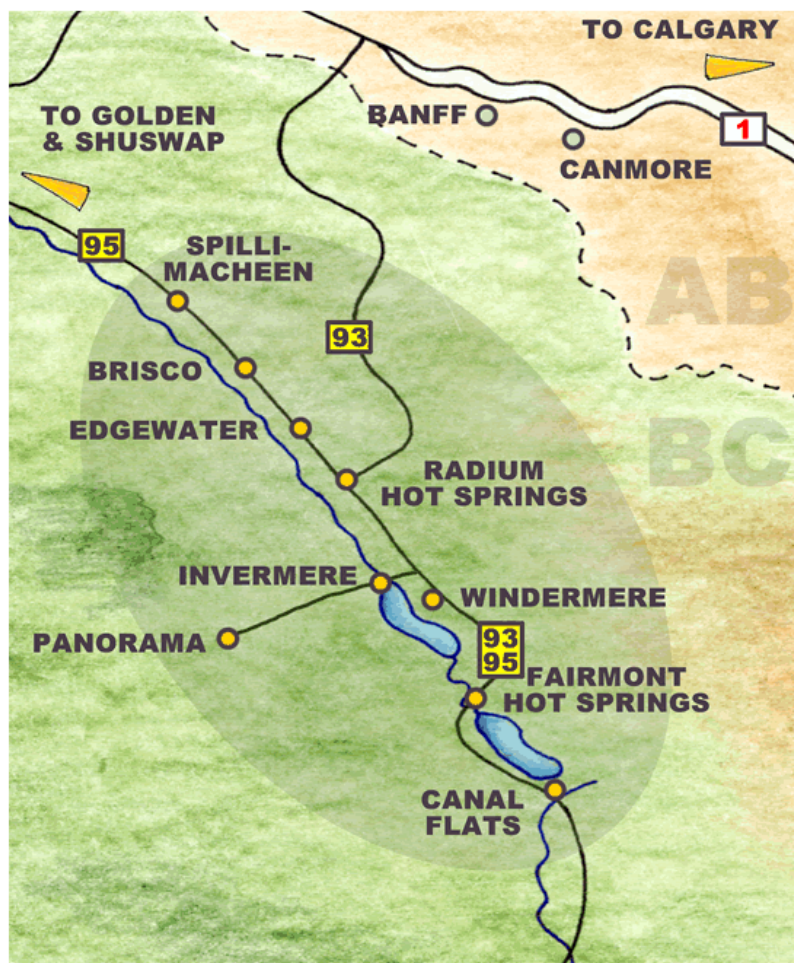 TO CALGARY
BANFF
1
CANMORE
TO GOLDEN
& SHUSWAP
95
SPILLI-
MACHEEN
AB
93
BRISCO
EDGEWATER
BC
RADIUM
HOT SPRINGS
INVERMERE
WINDERMERE
PANORAMA
93
95
FAIRMONT
HOT SPRINGS
CANAL
FLATS